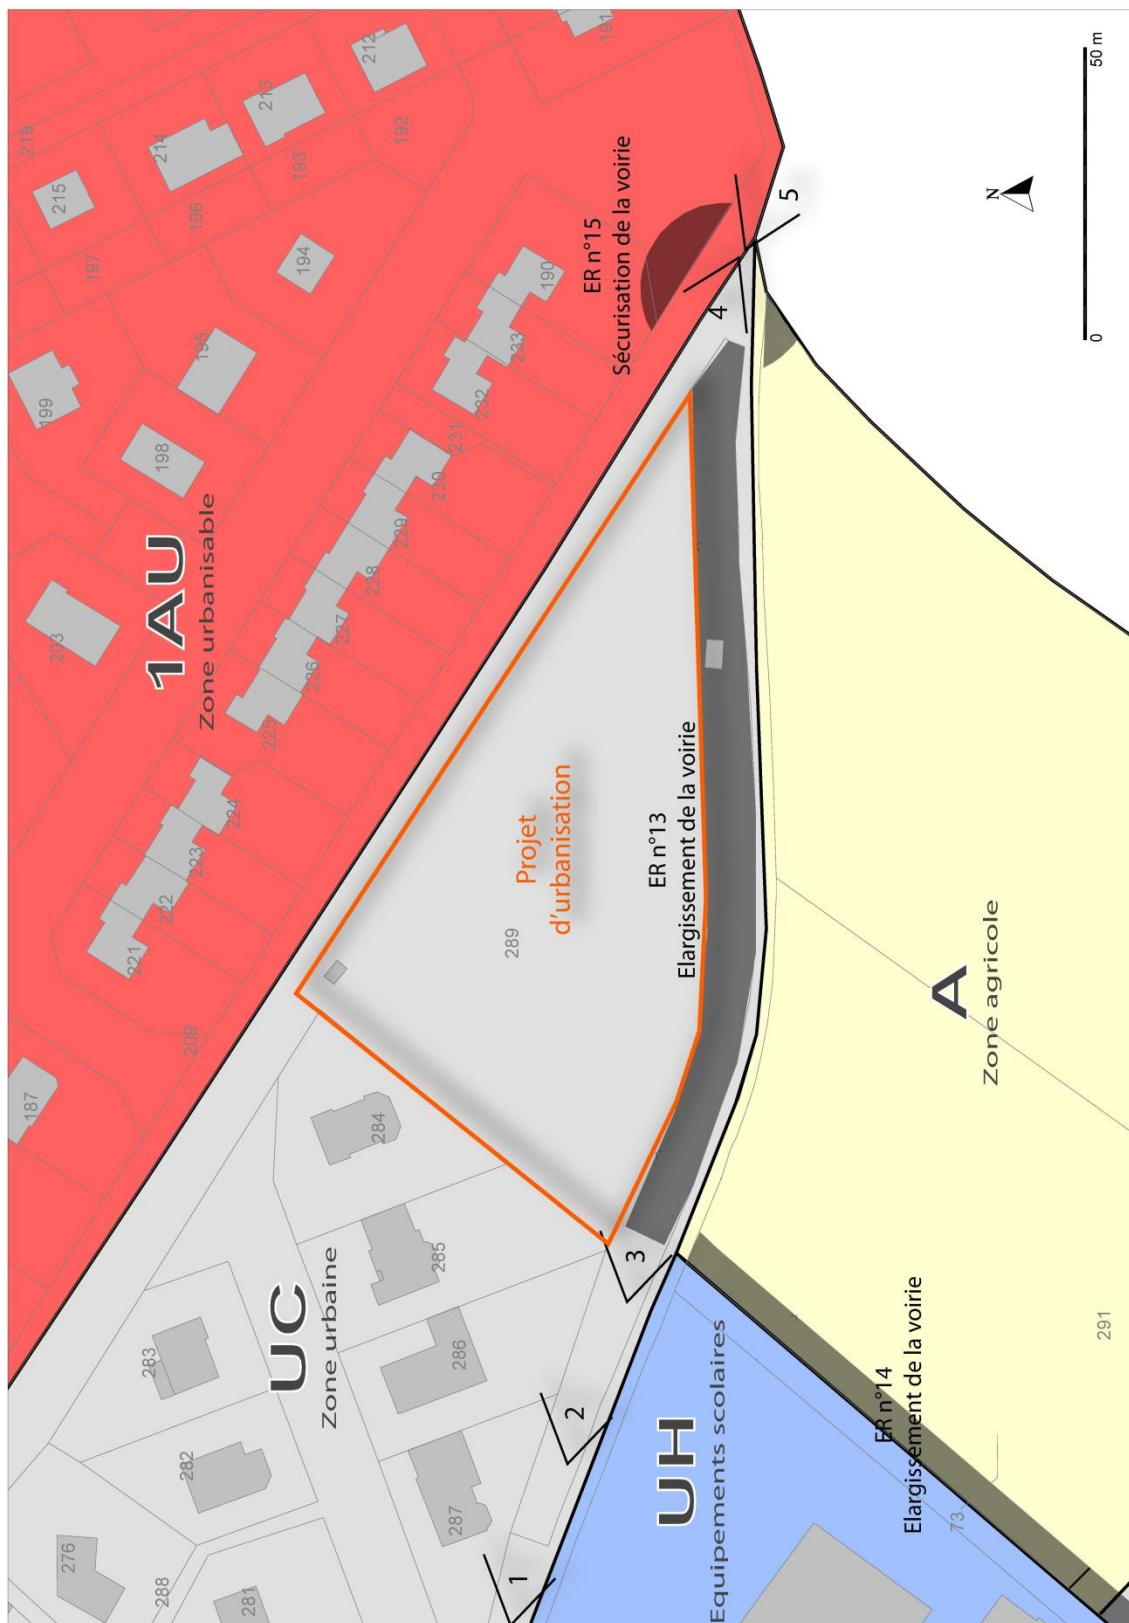 1AU
Zone urbanisable
UC
Zone urbaine
UH
Equipements scolaires
A
Zone agricole
Projet
d'urbanisation
ER n°13
Elargissement de la voirie
ER n°14
Elargissement de la voirie
ER n°15
Sécurisation de la voirie
1
2
3
4
5
N
0
50 m
276
288
281
282
283
287
286
285
284
289
187
209
221
222
223
224
225
226
227
228
229
230
231
232
233
190
203
198
199
195
194
197
196
193
192
215
214
213
212
191
219
291
73